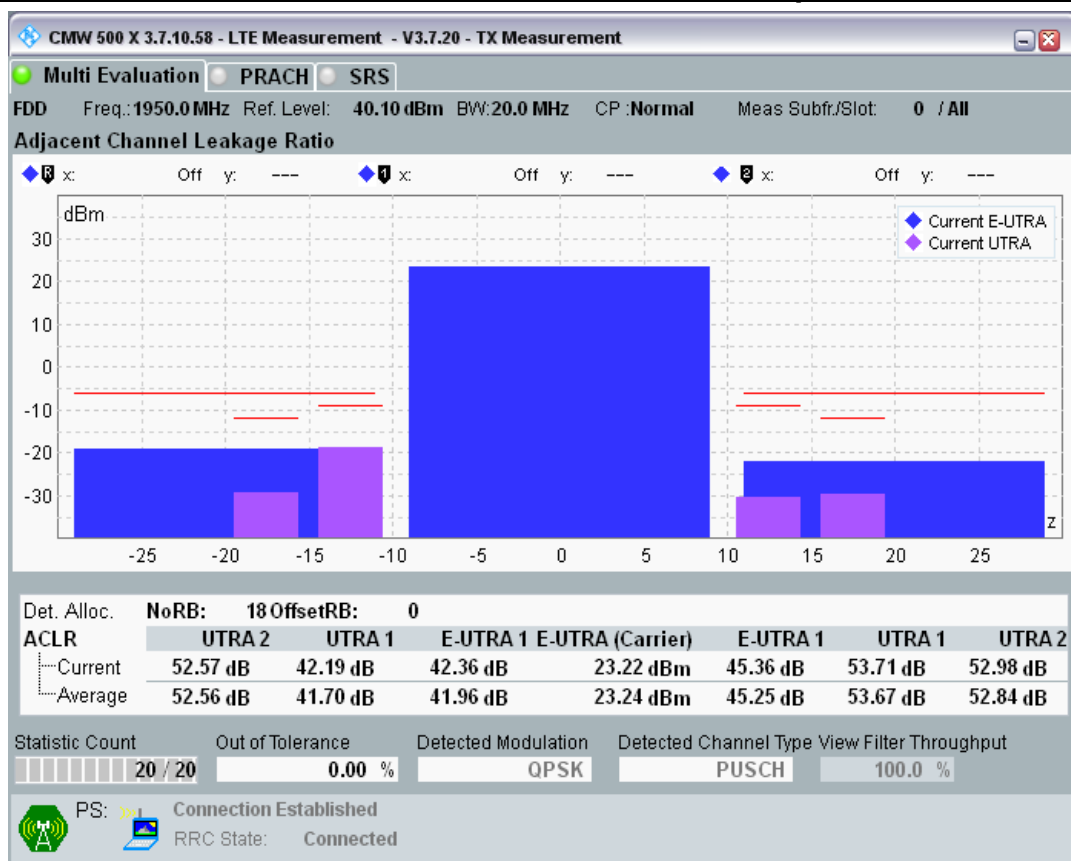 CMW 500 X 3.7.10.58 - LTE Measurement - V3.7.20 - TX Measurement
Multi Evaluation PRACH SRS
FDD Freq.: 1950.0 MHz Ref. Level: 40.10 dBm BW: 20.0 MHz CP : Normal Meas Subfr./Slot: 0 / All
Adjacent Channel Leakage Ratio
R x: Off y: --- 1 x: Off y: --- 2 x: Off y: ---
dBm
Current E-UTRA
Current UTRA
30
20
10
0
-10
-20
-30
z
-25 -20 -15 -10 -5 0 5 10 15 20 25
Det. Alloc. NoRB: 18 OffsetRB: 0
ACLR UTRA 2 UTRA 1 E-UTRA 1 E-UTRA (Carrier) E-UTRA 1 UTRA 1 UTRA 2
Current 52.57 dB 42.19 dB 42.36 dB 23.22 dBm 45.36 dB 53.71 dB 52.98 dB
Average 52.56 dB 41.70 dB 41.96 dB 23.24 dBm 45.25 dB 53.67 dB 52.84 dB
Statistic Count Out of Tolerance Detected Modulation Detected Channel Type View Filter Throughput
20 / 20 0.00 % QPSK PUSCH 100.0 %
PS: Connection Established
RRC State: Connected